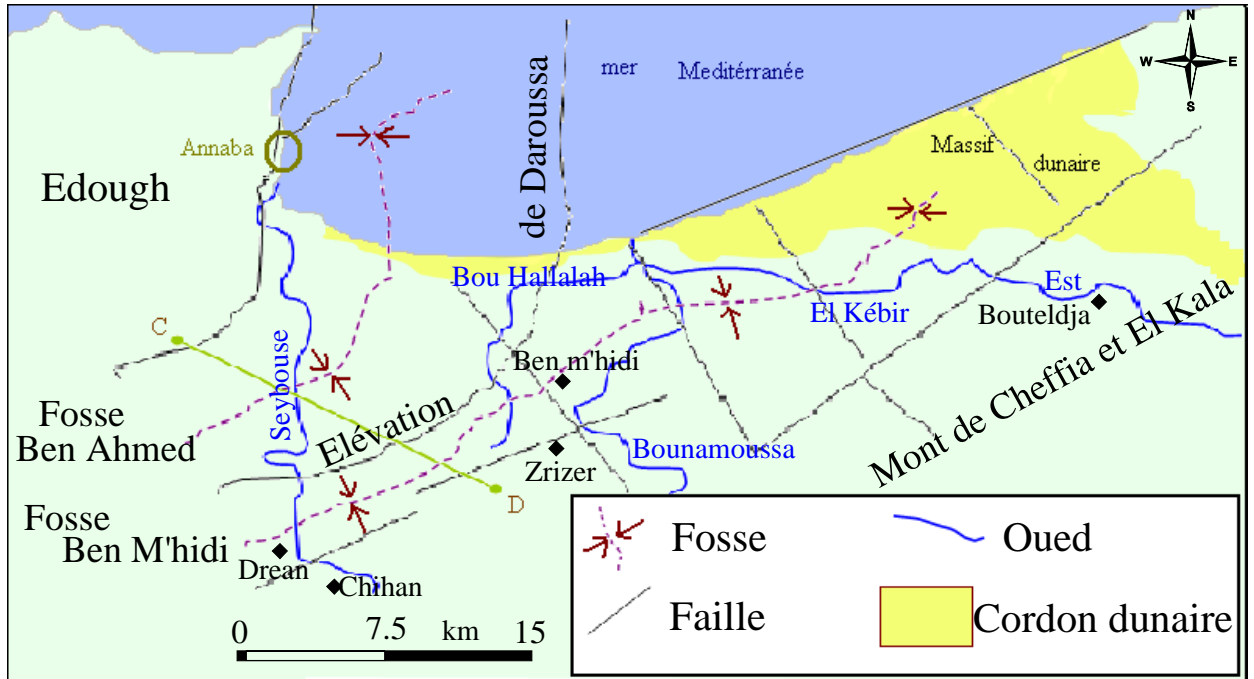 N
W E
S
mer Meditérranée
de Daroussa
Annaba
Massif
dunaire
Edough
Bou Hallalah
Est
El Kébir
Bouteldja
C
Ben m'hidi
Seybouse
Fosse
Ben Ahmed
Elévation
Bounamoussa
Mont de Cheffia et El Kala
Zrizer
D
Fosse
Ben M'hidi
Drean
Chihan
Fosse
Oued
Faille
Cordon dunaire
0 7.5 km 15